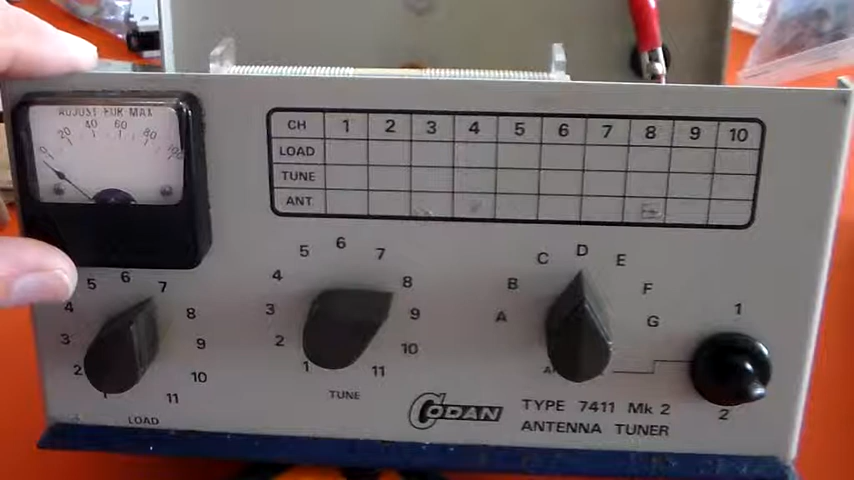 ADJUST FOR MAX
0 20 40 60 80 100
CH 1 2 3 4 5 6 7 8 9 10
LOAD
TUNE
ANT.
1 2 3 4 5 6 7 8 9 10 11
LOAD
1 2 3 4 5 6 7 8 9 10 11
TUNE
A B C D E F G
1
2
CODAN
TYPE 7411 Mk 2
ANTENNA TUNER